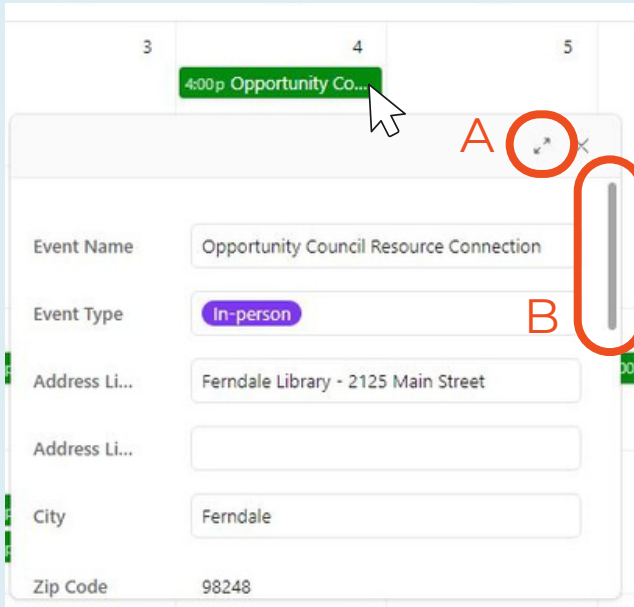 3 4 5
4:00 p Opportunity Co...
A
Event Name Opportunity Council Resource Connection
Event Type In-person
B
Address Li... Ferndale Library - 2125 Main Street
Address Li...
City Ferndale
Zip Code 98248